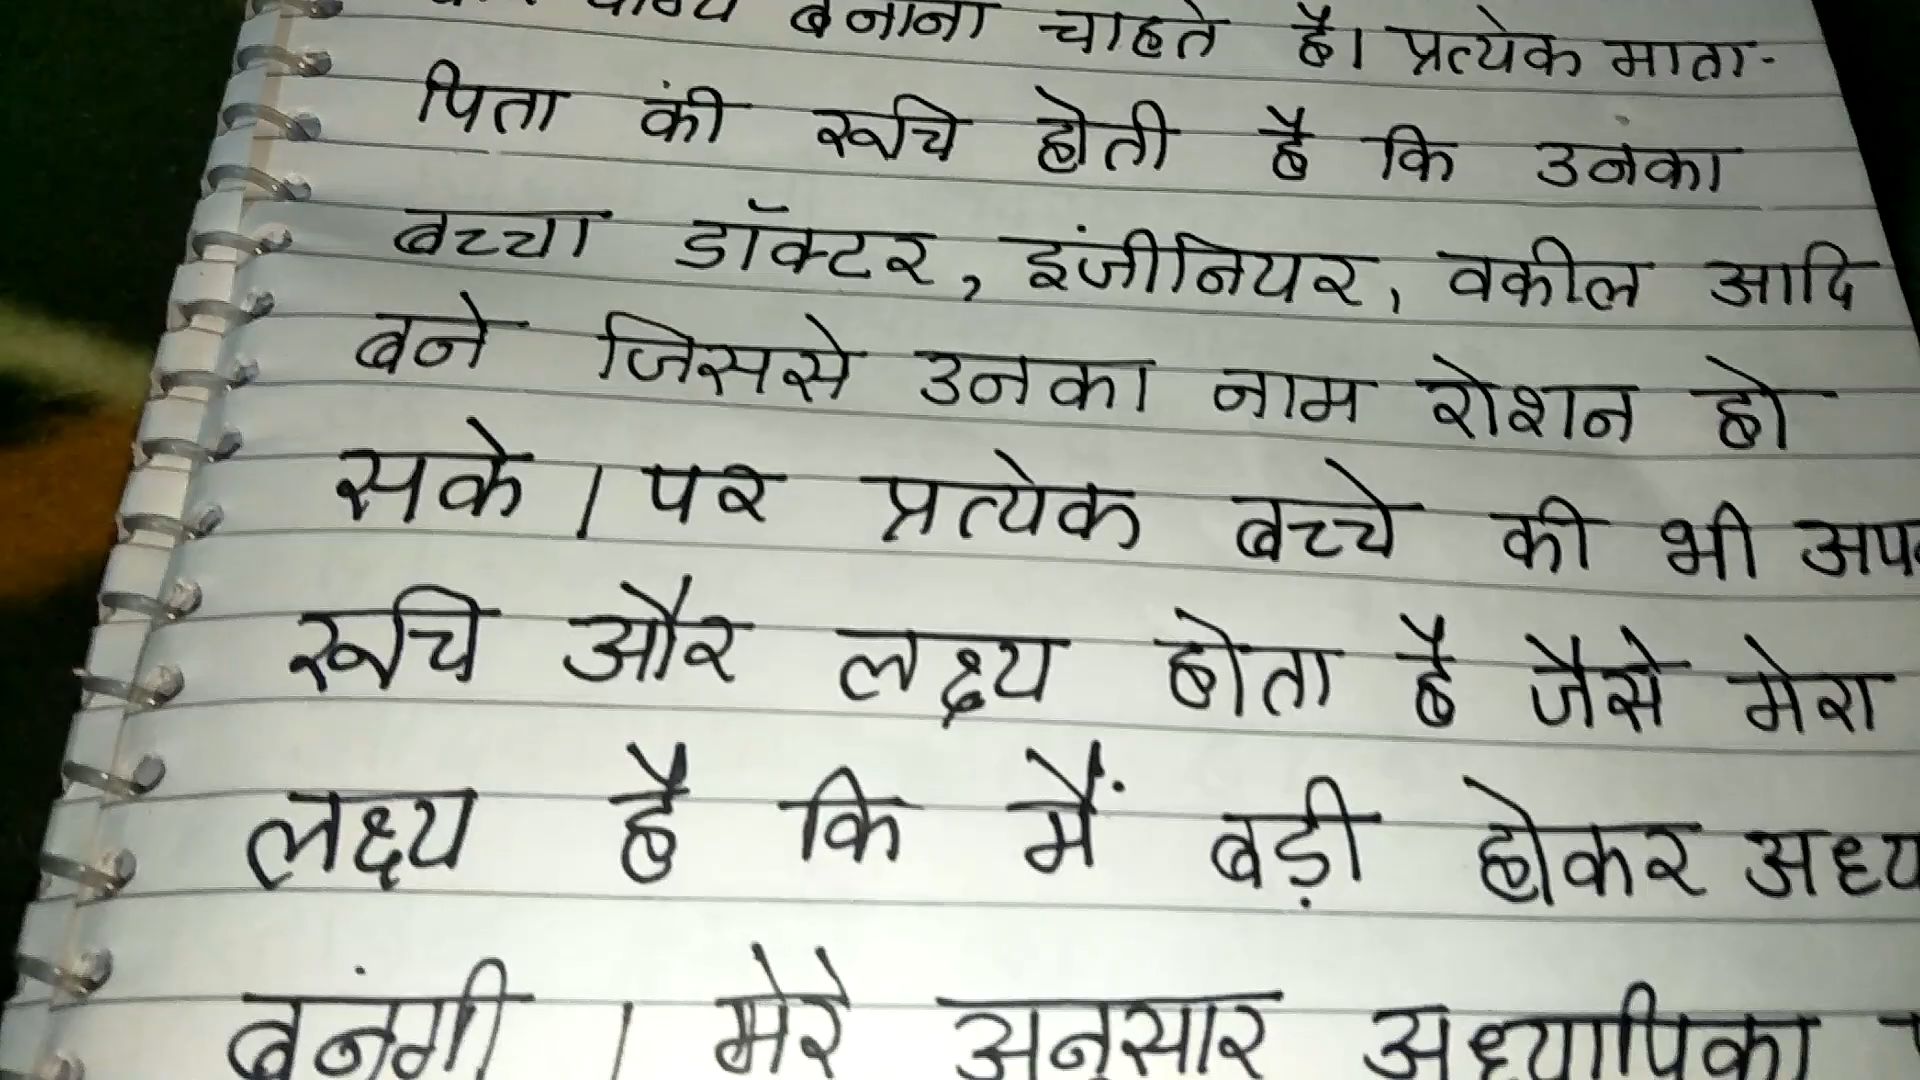 बनाना चाहते है। प्रत्येक माता-
पिता की रूचि होती है कि उनका
बच्चा डॉक्टर, इंजीनियर, वकील आदि
बने जिससे उनका नाम रोशन हो
सके। पर प्रत्येक बच्चे की भी
रूचि और लक्ष्य होता है जैसे मेरा
लक्ष्य है कि मैं बड़ी होकर
बनंगी । मेरे अनुसार अध्यापिका